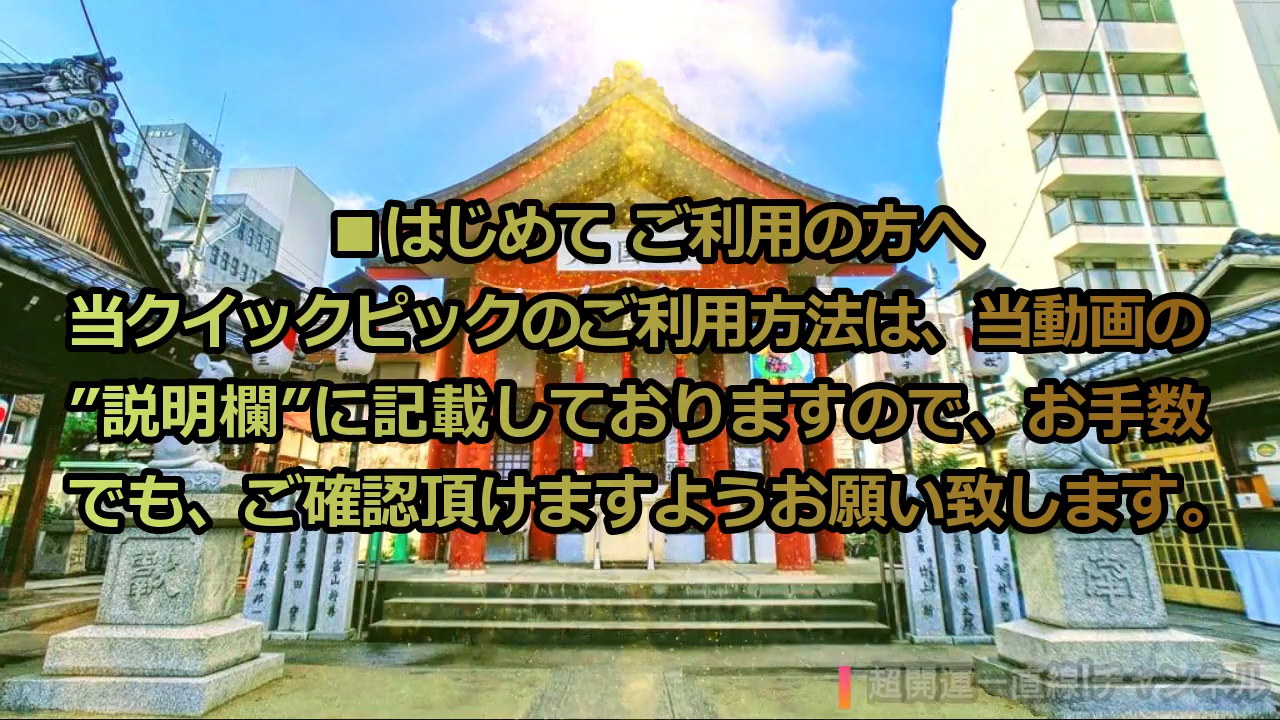 ■はじめて ご利用の方へ
当クイックピックのご利用方法は、当動画の
”説明欄”に記載しておりますので、お手数
でも、ご確認頂けますようお願い致します。
超開運一直線!チャンネル